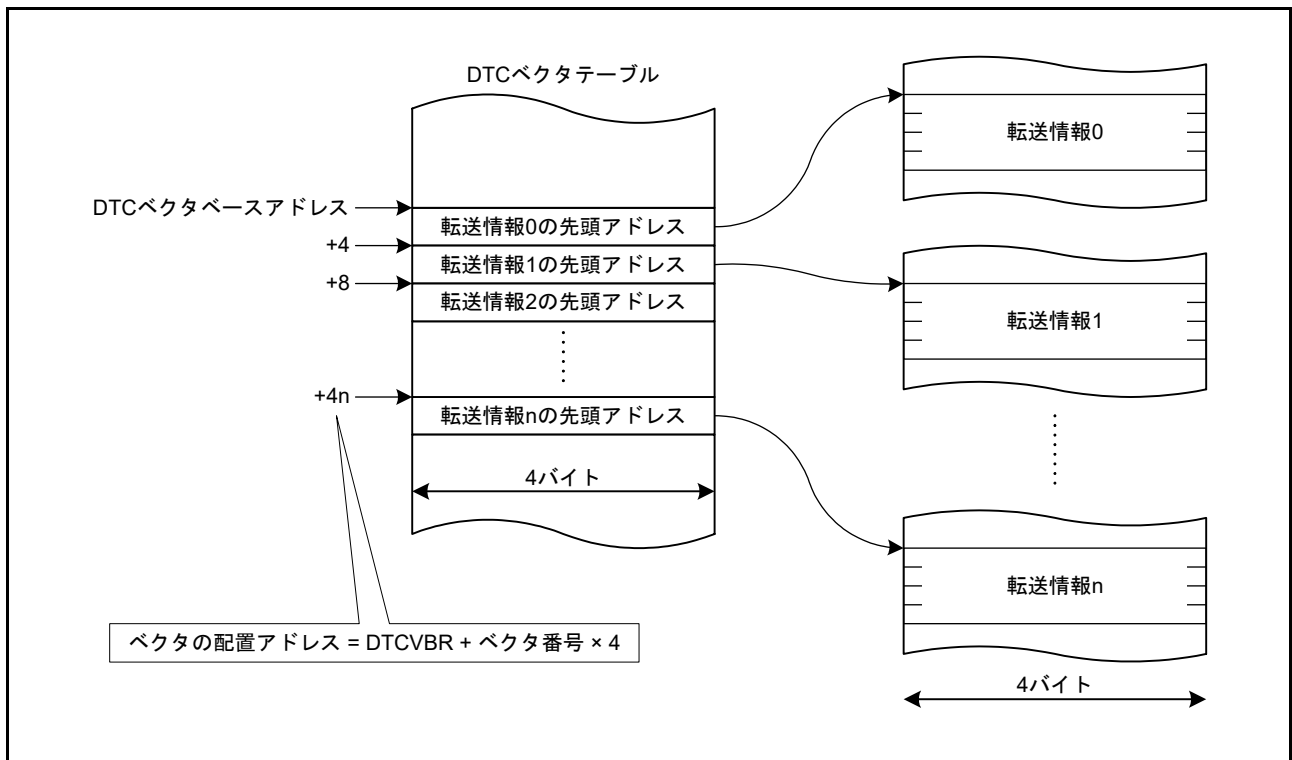 DTCベクタテーブル
DTCベクタベースアドレス
転送情報0の先頭アドレス
+4
転送情報1の先頭アドレス
+8
転送情報2の先頭アドレス
+4n
転送情報nの先頭アドレス
4バイト
ベクタの配置アドレス = DTCVBR + ベクタ番号 × 4
転送情報0
転送情報1
転送情報n
4バイト